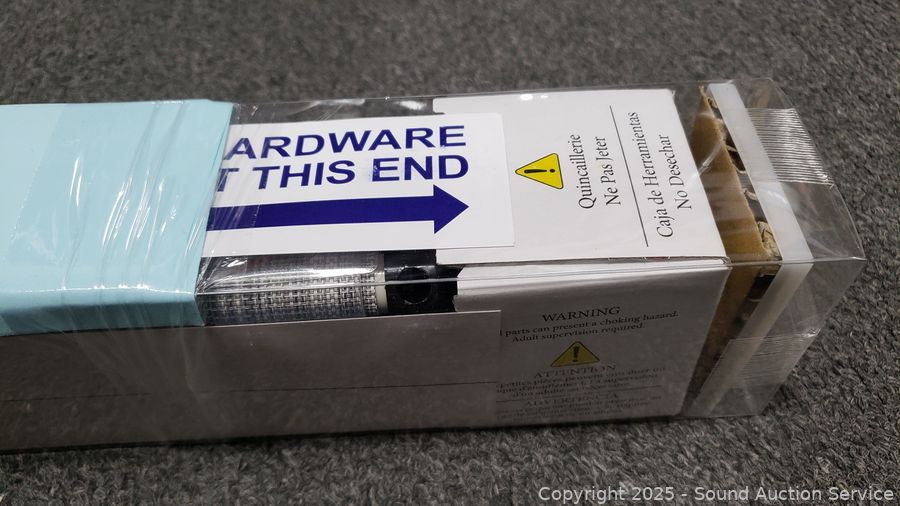 ARDWARE
T THIS END
Quincaillerie
Ne Pas Jeter
Caja de Herramientas
No Desechar
WARNING
parts can present a choking hazard.
Adult supervision required.
ATTENTION
ADVERTENCIA
Copyright 2025 - Sound Auction Service